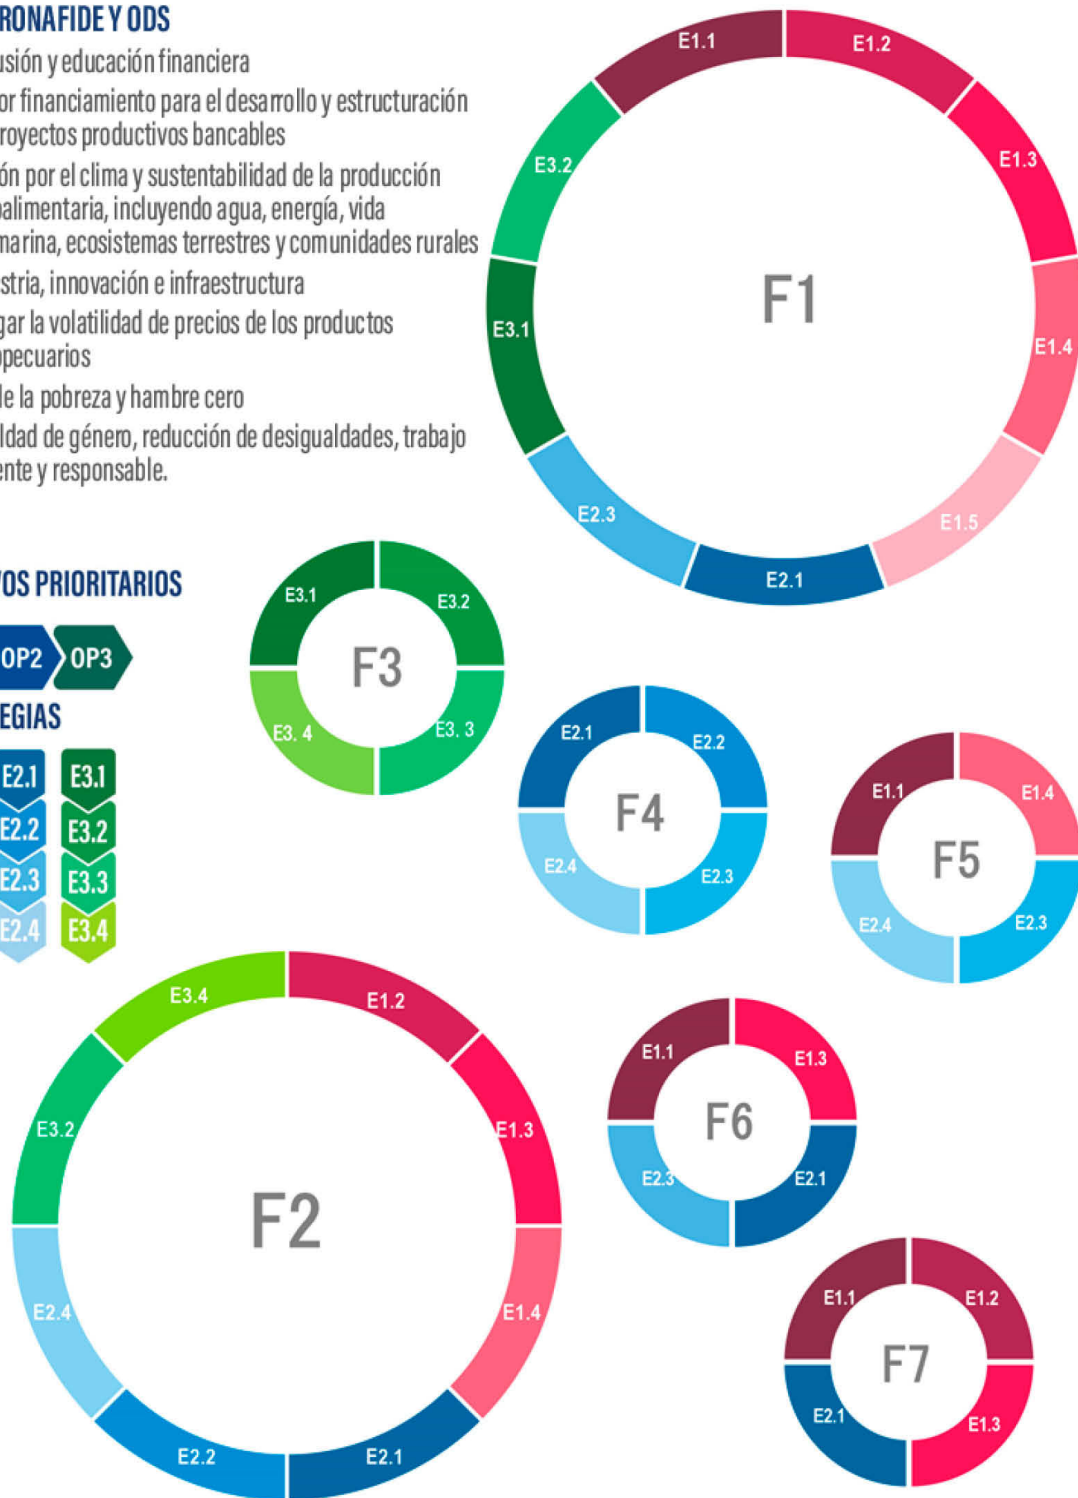 RONAFIDE Y ODS
usión y educación financiera
or financiamiento para el desarrollo y estructuración
royectos productivos bancables
ón por el clima y sustentabilidad de la producción
oalimentaria, incluyendo agua, energía, vida
marina, ecosistemas terrestres y comunidades rurales
stria, innovación e infraestructura
gar la volatilidad de precios de los productos
opecuarios
de la pobreza y hambre cero
ldad de género, reducción de desigualdades, trabajo
ente y responsable.
E1.1
E1.2
E1.3
E1.4
E1.5
E2.1
E2.3
E3.1
E3.2
F1
VOS PRIORITARIOS
OP2
OP3
EGIAS
E2.1
E3.1
E2.2
E3.2
E2.3
E3.3
E2.4
E3.4
E3.1
E3.2
E3. 3
E3. 4
F3
E2.1
E2.2
E2.3
E2.4
F4
E1.1
E1.4
E2.3
E2.4
F5
E3.4
E1.2
E1.3
E1.4
E2.1
E2.2
E2.4
E3.2
F2
E1.1
E1.3
E2.1
E2.3
F6
E1.1
E1.2
E1.3
E2.1
F7